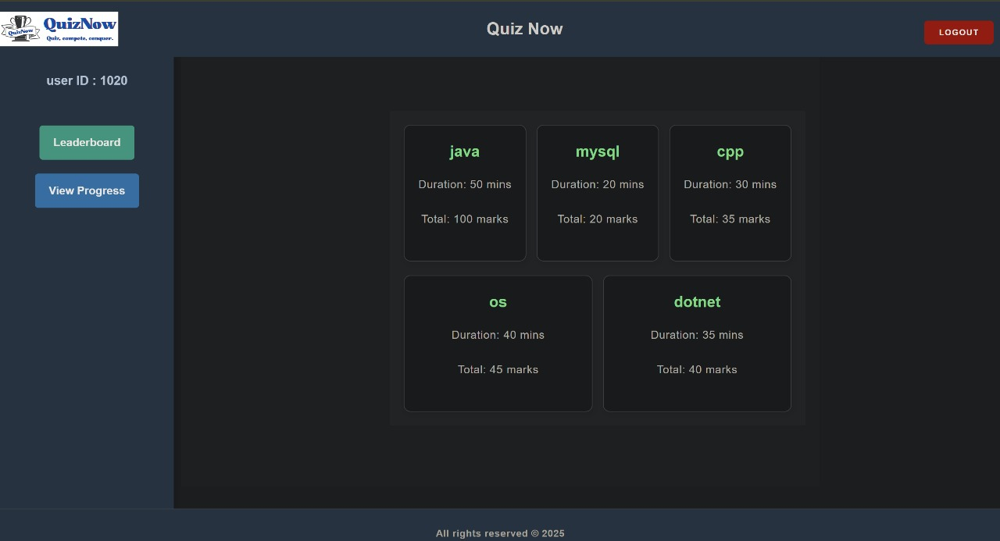 QuizNow
QuizNow
Quiz, compete, conquer.
Quiz Now
LOGOUT
user ID : 1020
Leaderboard
View Progress
java
Duration: 50 mins
Total: 100 marks
mysql
Duration: 20 mins
Total: 20 marks
cpp
Duration: 30 mins
Total: 35 marks
os
Duration: 40 mins
Total: 45 marks
dotnet
Duration: 35 mins
Total: 40 marks
All rights reserved © 2025